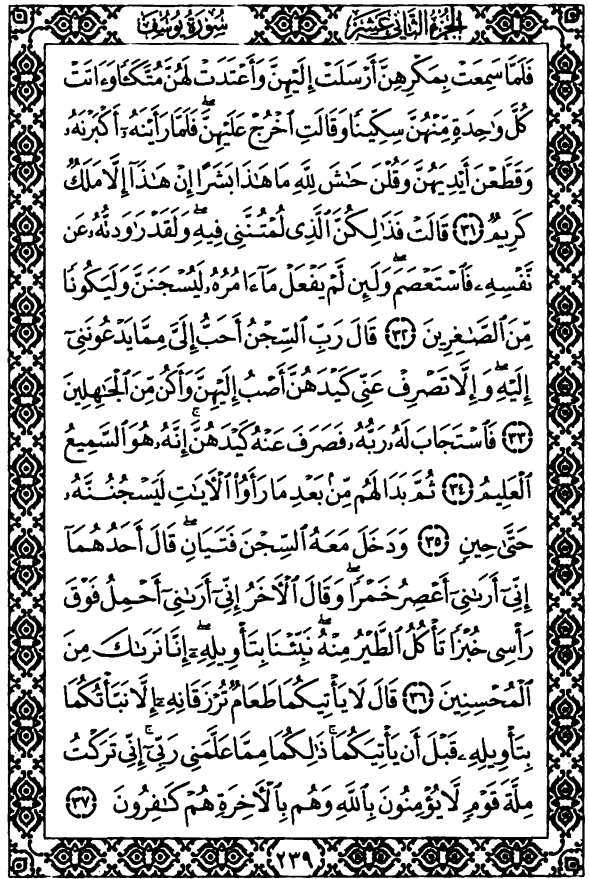 الجزء الثاني عشر
سورة يوسف
فَلَمَّا سَمِعَتْ بِمَكْرِهِنَّ أَرْسَلَتْ إِلَيْهِنَّ وَأَعْتَدَتْ لَهُنَّ مُتَّكَـًٔا وَءَاتَتْ
كُلَّ وَٰحِدَةٍ مِّنْهُنَّ سِكِّينًا وَقَالَتِ ٱخْرُجْ عَلَيْهِنَّ ۖ فَلَمَّا رَأَيْنَهُۥٓ أَكْبَرْنَهُۥ
وَقَطَّعْنَ أَيْدِيَهُنَّ وَقُلْنَ حَٰشَ لِلَّهِ مَا هَٰذَا بَشَرًا إِنْ هَٰذَآ إِلَّا مَلَكٌ
كَرِيمٌ ﴿٣١﴾ قَالَتْ فَذَٰلِكُنَّ ٱلَّذِى لُمْتُنَّنِى فِيهِ ۖ وَلَقَدْ رَٰوَدتُّهُۥ عَن
نَّفْسِهِۦ فَٱسْتَعْصَمَ ۖ وَلَئِن لَّمْ يَفْعَلْ مَآ ءَامُرُهُۥ لَيُسْجَنَنَّ وَلَيَكُونًا
مِّنَ ٱلصَّٰغِرِينَ ﴿٣٢﴾ قَالَ رَبِّ ٱلسِّجْنُ أَحَبُّ إِلَىَّ مِمَّا يَدْعُونَنِىٓ
إِلَيْهِ ۖ وَإِلَّا تَصْرِفْ عَنِّى كَيْدَهُنَّ أَصْبُ إِلَيْهِنَّ وَأَكُن مِّنَ ٱلْجَٰهِلِينَ
﴿٣٣﴾ فَٱسْتَجَابَ لَهُۥ رَبُّهُۥ فَصَرَفَ عَنْهُ كَيْدَهُنَّ ۚ إِنَّهُۥ هُوَ ٱلسَّمِيعُ
ٱلْعَلِيمُ ﴿٣٤﴾ ثُمَّ بَدَا لَهُم مِّنۢ بَعْدِ مَا رَأَوُا۟ ٱلْءَايَٰتِ لَيَسْجُنُنَّهُۥ
حَتَّىٰ حِينٍ ﴿٣٥﴾ وَدَخَلَ مَعَهُ ٱلسِّجْنَ فَتَيَانِ ۖ قَالَ أَحَدُهُمَآ
إِنِّىٓ أَرَىٰنِىٓ أَعْصِرُ خَمْرًا ۖ وَقَالَ ٱلْءَاخَرُ إِنِّىٓ أَرَىٰنِىٓ أَحْمِلُ فَوْقَ
رَأْسِى خُبْزًا تَأْكُلُ ٱلطَّيْرُ مِنْهُ ۖ نَبِّئْنَا بِتَأْوِيلِهِۦٓ ۖ إِنَّا نَرَىٰكَ مِنَ
ٱلْمُحْسِنِينَ ﴿٣٦﴾ قَالَ لَا يَأْتِيكُمَا طَعَامٌ تُرْزَقَانِهِۦٓ إِلَّا نَبَّأْتُكُمَا
بِتَأْوِيلِهِۦ قَبْلَ أَن يَأْتِيَكُمَا ۚ ذَٰلِكُمَا مِمَّا عَلَّمَنِى رَبِّىٓ ۚ إِنِّى تَرَكْتُ
مِلَّةَ قَوْمٍ لَّا يُؤْمِنُونَ بِٱللَّهِ وَهُم بِٱلْءَاخِرَةِ هُمْ كَٰفِرُونَ ﴿٣٧﴾
٢٣٩